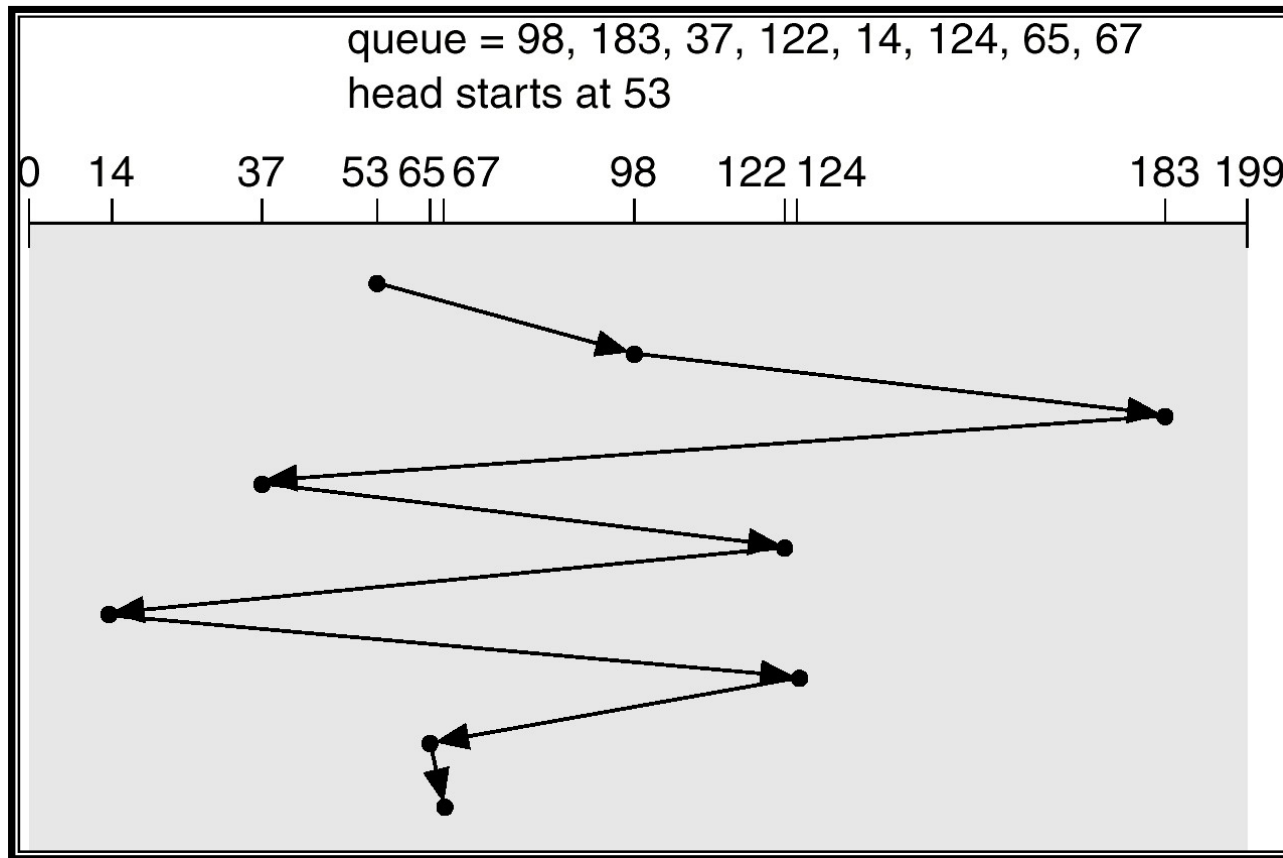 queue = 98, 183, 37, 122, 14, 124, 65, 67
head starts at 53
0 14 37 53 65 67 98 122 124 183 199